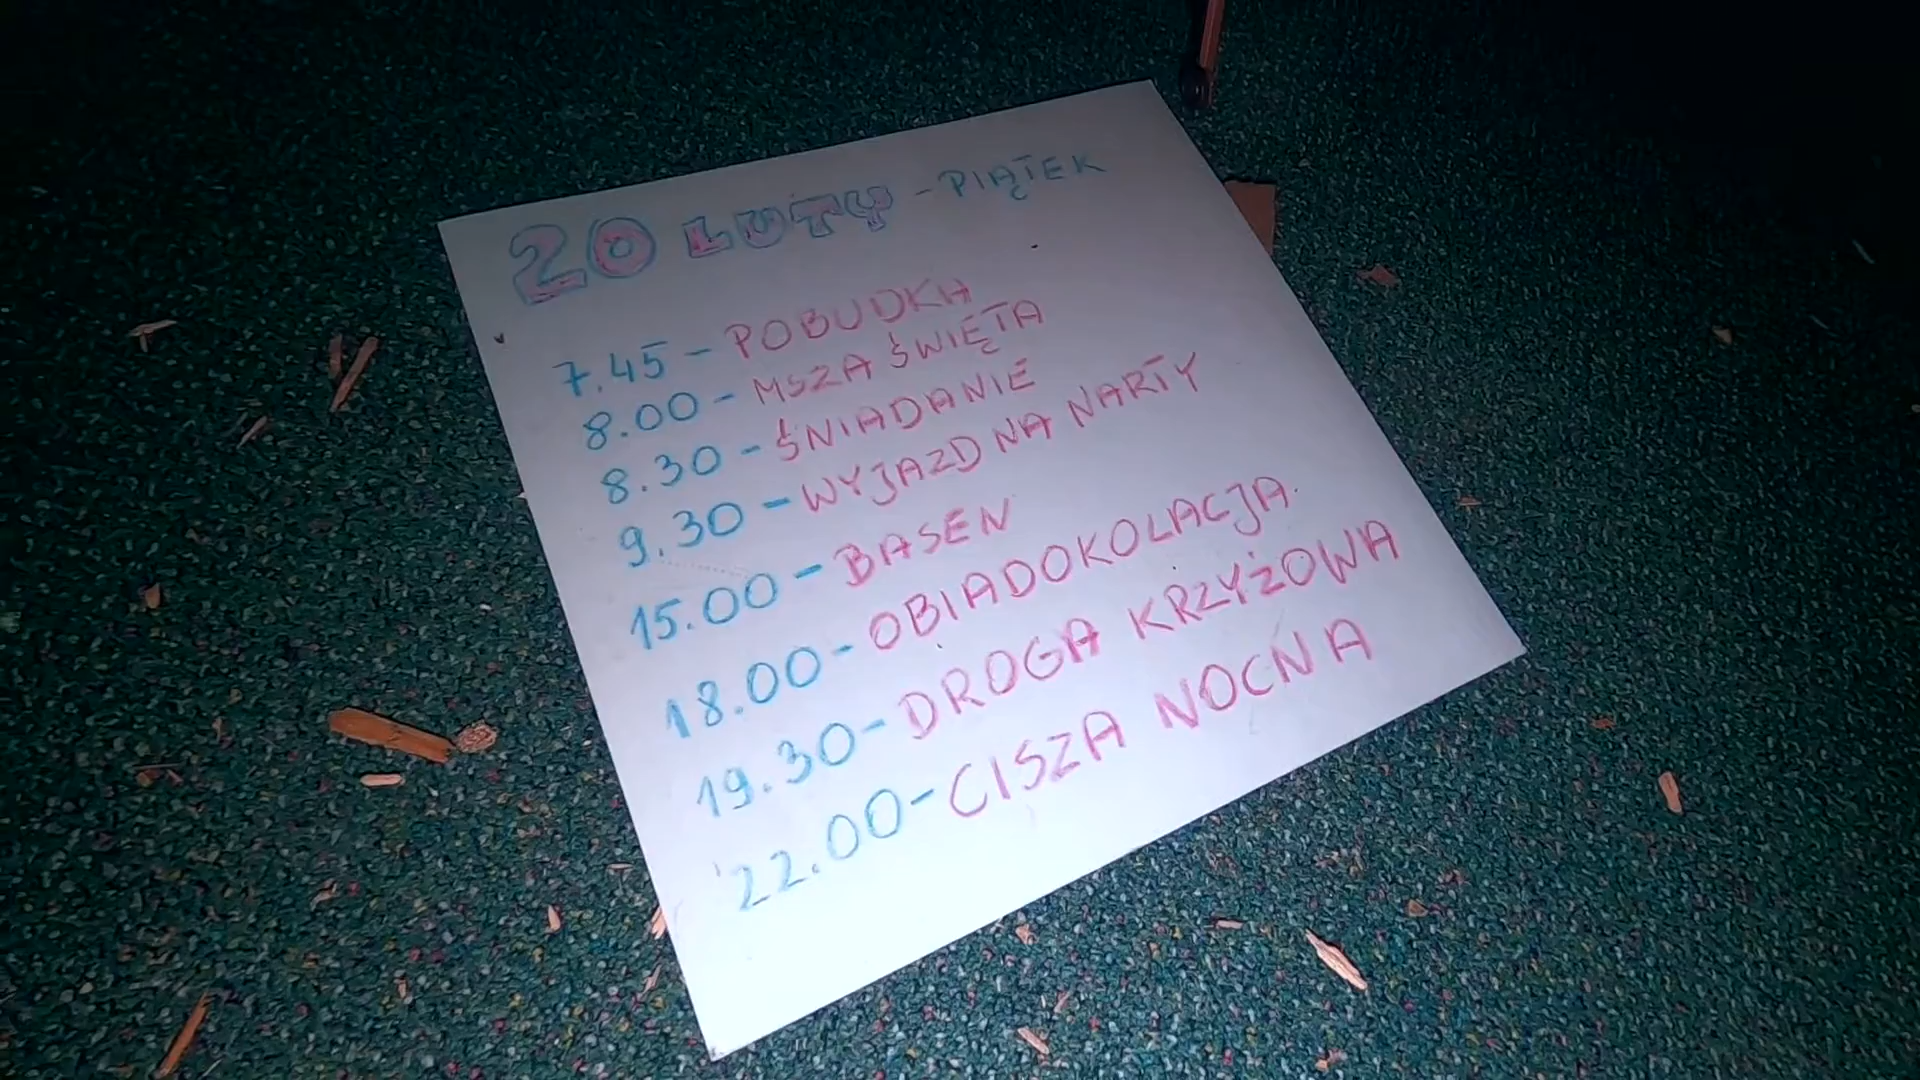 20 LUTY - PIĄTEK
7.45 - POBUDKA
8.00 - MSZA ŚWIĘTA
8.30 - ŚNIADANIE
9.30 - WYJAZD NA NARTY
15.00 - BASEN
18.00 - OBIADOKOLACJA
19.30 - DROGA KRZYŻOWA
22.00 - CISZA NOCNA